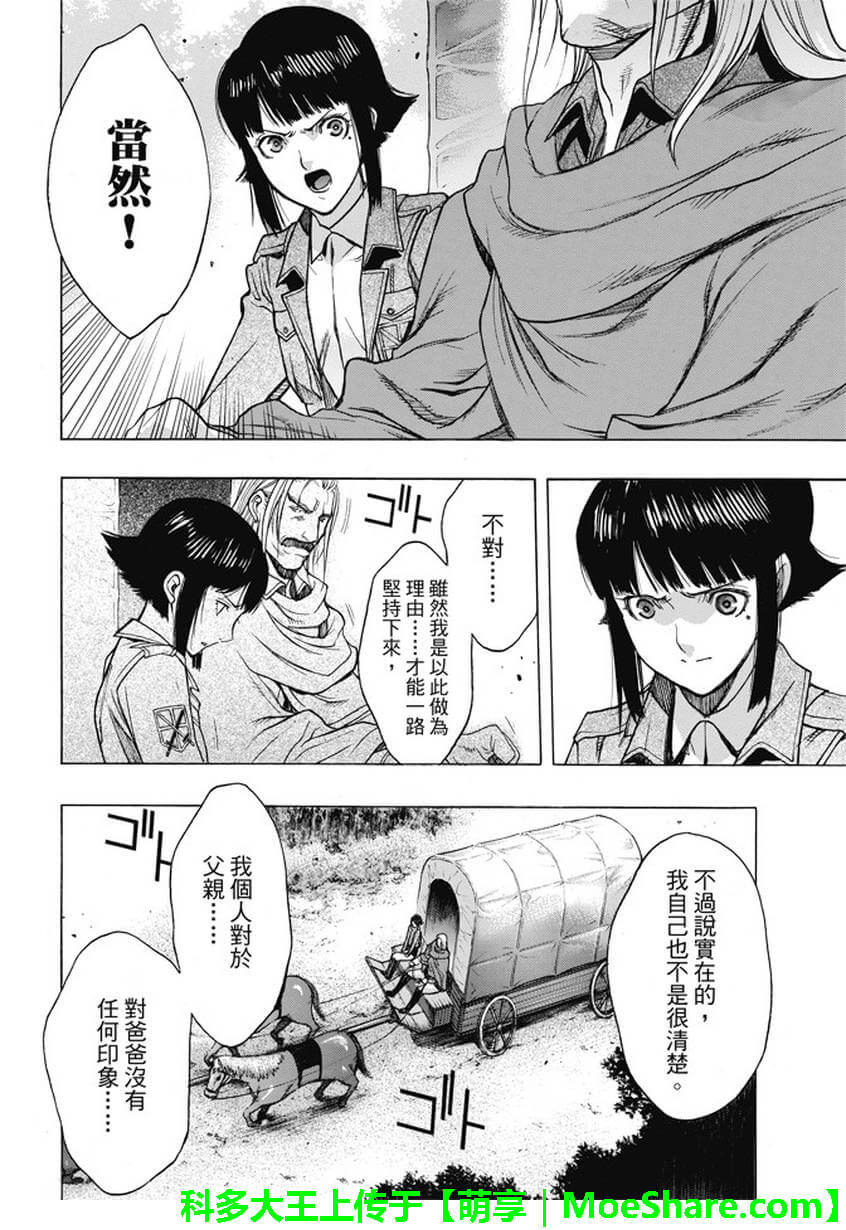 當然！
不對……
雖然我是以此做為
理由……才能一路
堅持下來，
ゴト
不過說實在的，
我自己也不是很清楚。
ゴト
我個人對於
父親……
對爸爸沒有
任何印象……
ゴト
科多大王上传于【萌享｜MoeShare.com】